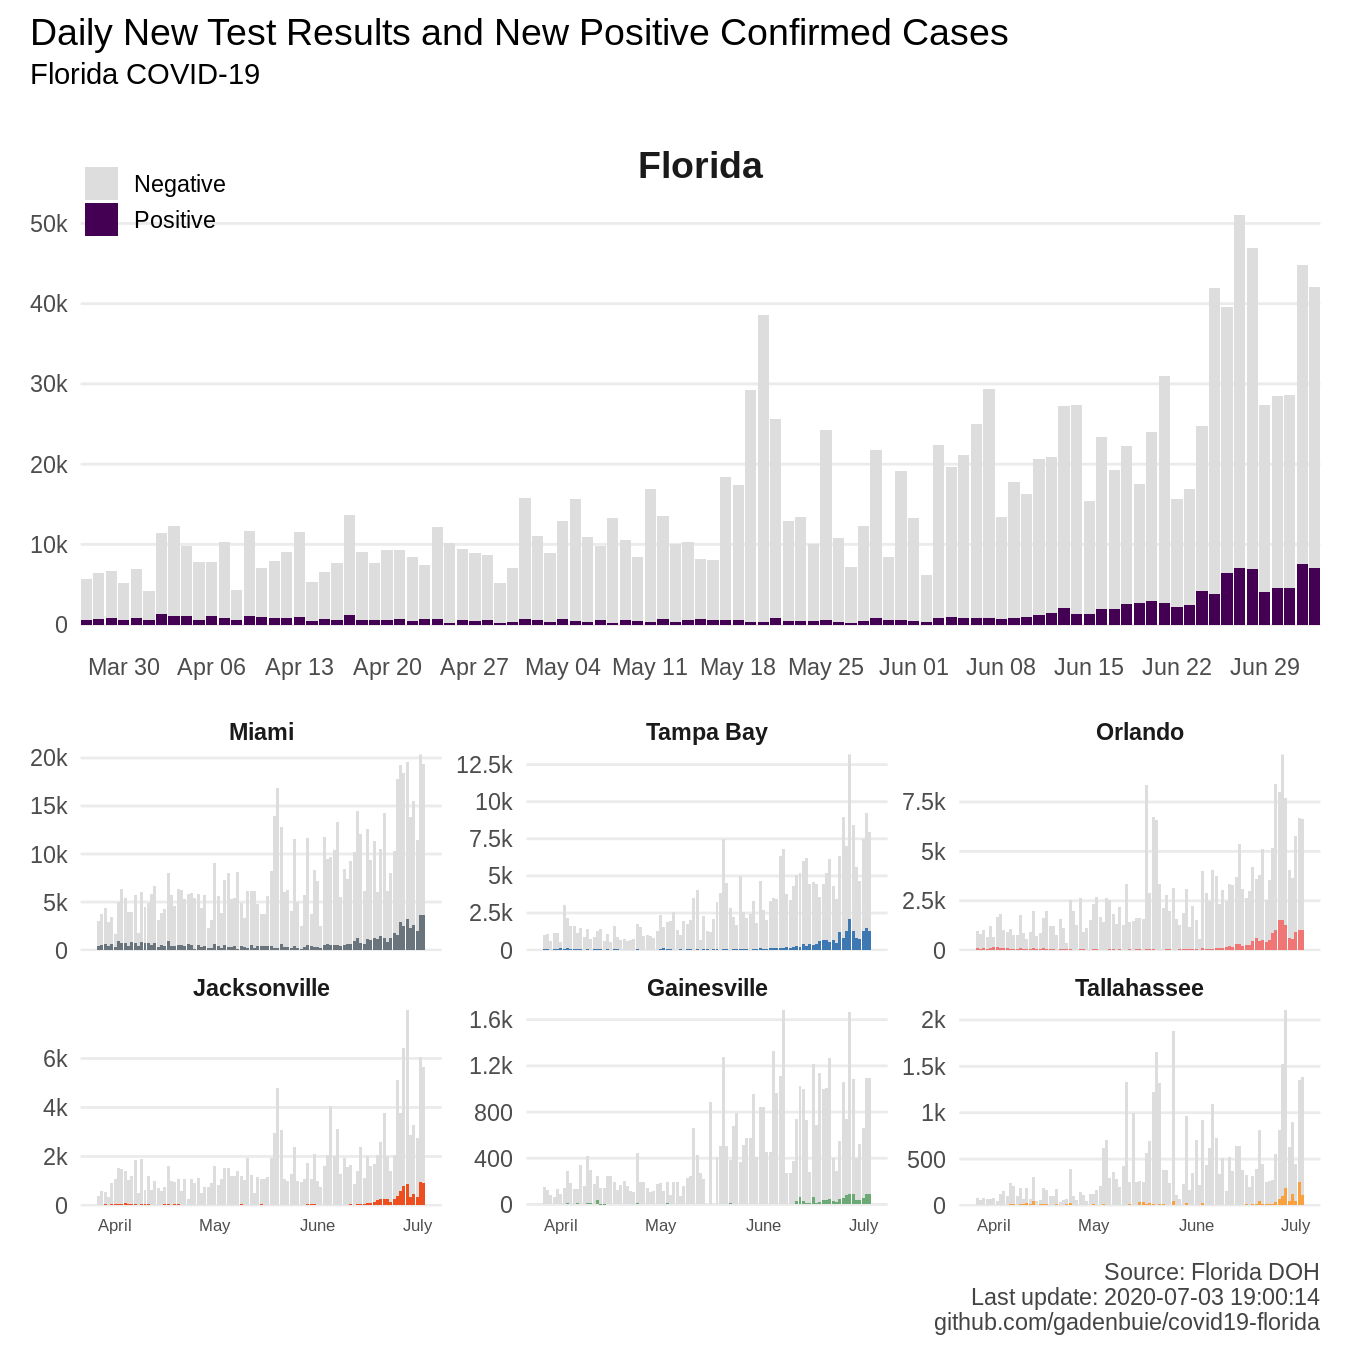 Daily New Test Results and New Positive Confirmed Cases
Florida COVID-19
Florida
Negative
Positive
50k
40k
30k
20k
10k
0
Mar 30 Apr 06 Apr 13 Apr 20 Apr 27 May 04 May 11 May 18 May 25 Jun 01 Jun 08 Jun 15 Jun 22 Jun 29
Miami
20k
15k
10k
5k
0
Tampa Bay
12.5k
10k
7.5k
5k
2.5k
0
Orlando
7.5k
5k
2.5k
0
Jacksonville
6k
4k
2k
0
April May June July
Gainesville
1.6k
1.2k
800
400
0
April May June July
Tallahassee
2k
1.5k
1k
500
0
April May June July
Source: Florida DOH
Last update: 2020-07-03 19:00:14
github.com/gadenbuie/covid19-florida